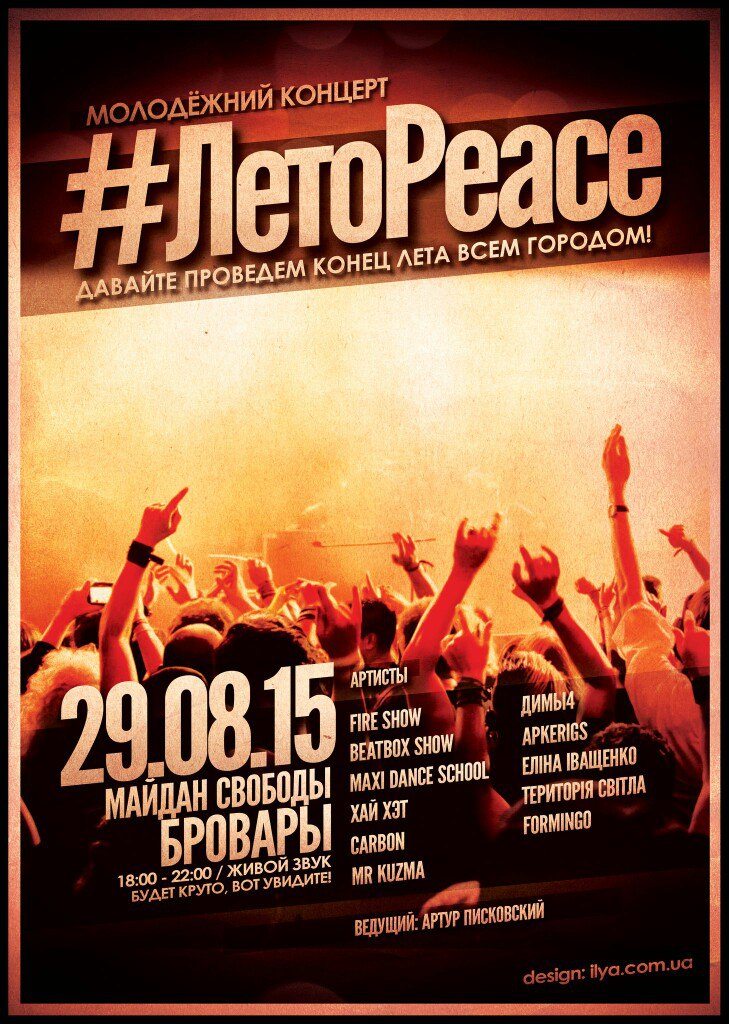 МОЛОДЁЖНИЙ КОНЦЕРТ
#ЛетоPeace
ДАВАЙТЕ ПРОВЕДЕМ КОНЕЦ ЛЕТА ВСЕМ ГОРОДОМ!
29.08.15
МАЙДАН СВОБОДЫ
БРОВАРЫ
18:00 - 22:00 / ЖИВОЙ ЗВУК
БУДЕТ КРУТО, ВОТ УВИДИТЕ!
АРТИСТЫ
FIRE SHOW
BEATBOX SHOW
MAXI DANCE SCHOOL
ХАЙ ХЭТ
CARBON
MR KUZMA
ДИМЫ4
APKERIGS
ЕЛІНА ІВАЩЕНКО
ТЕРИТОРІЯ СВІТЛА
FORMINGO
ВЕДУЩИЙ: АРТУР ПИСКОВСКИЙ
design: ilya.com.ua